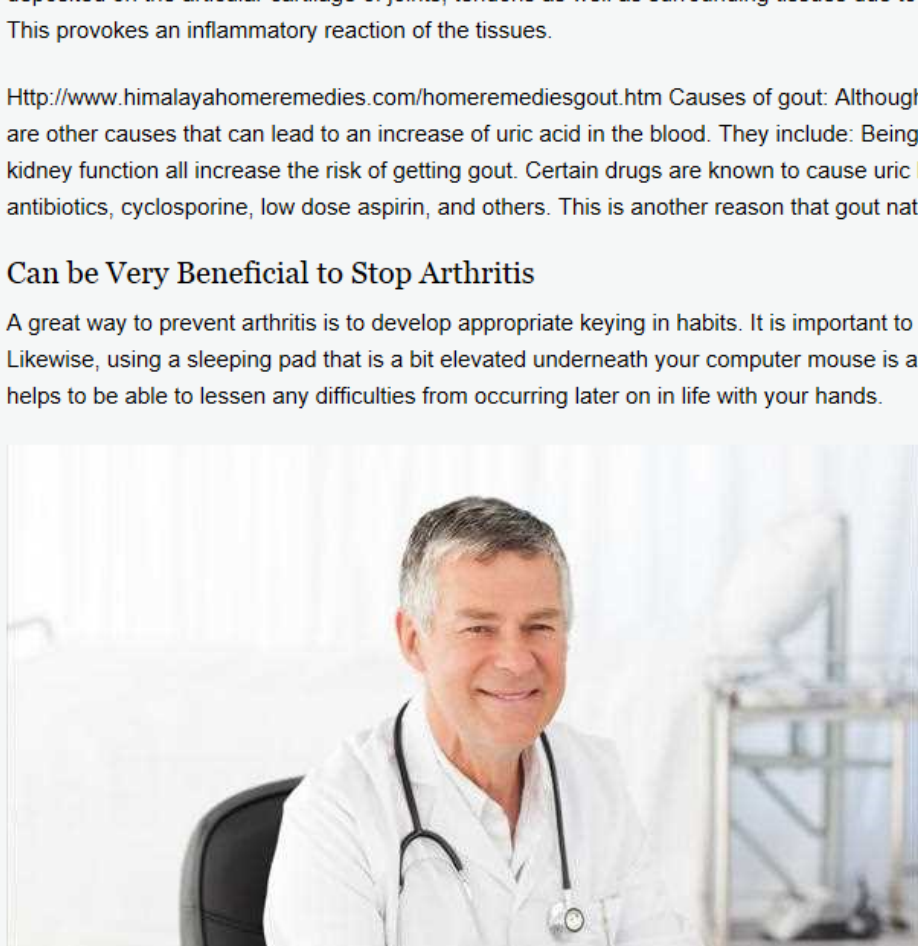 This provokes an inflammatory reaction of the tissues.
Http://www.himalayahomeremedies.com/homeremediesgout.htm Causes of gout: Although
are other causes that can lead to an increase of uric acid in the blood. They include: Being
kidney function all increase the risk of getting gout. Certain drugs are known to cause uric
antibiotics, cyclosporine, low dose aspirin, and others. This is another reason that gout nat
Can be Very Beneficial to Stop Arthritis
A great way to prevent arthritis is to develop appropriate keying in habits. It is important to
Likewise, using a sleeping pad that is a bit elevated underneath your computer mouse is a
helps to be able to lessen any difficulties from occurring later on in life with your hands.